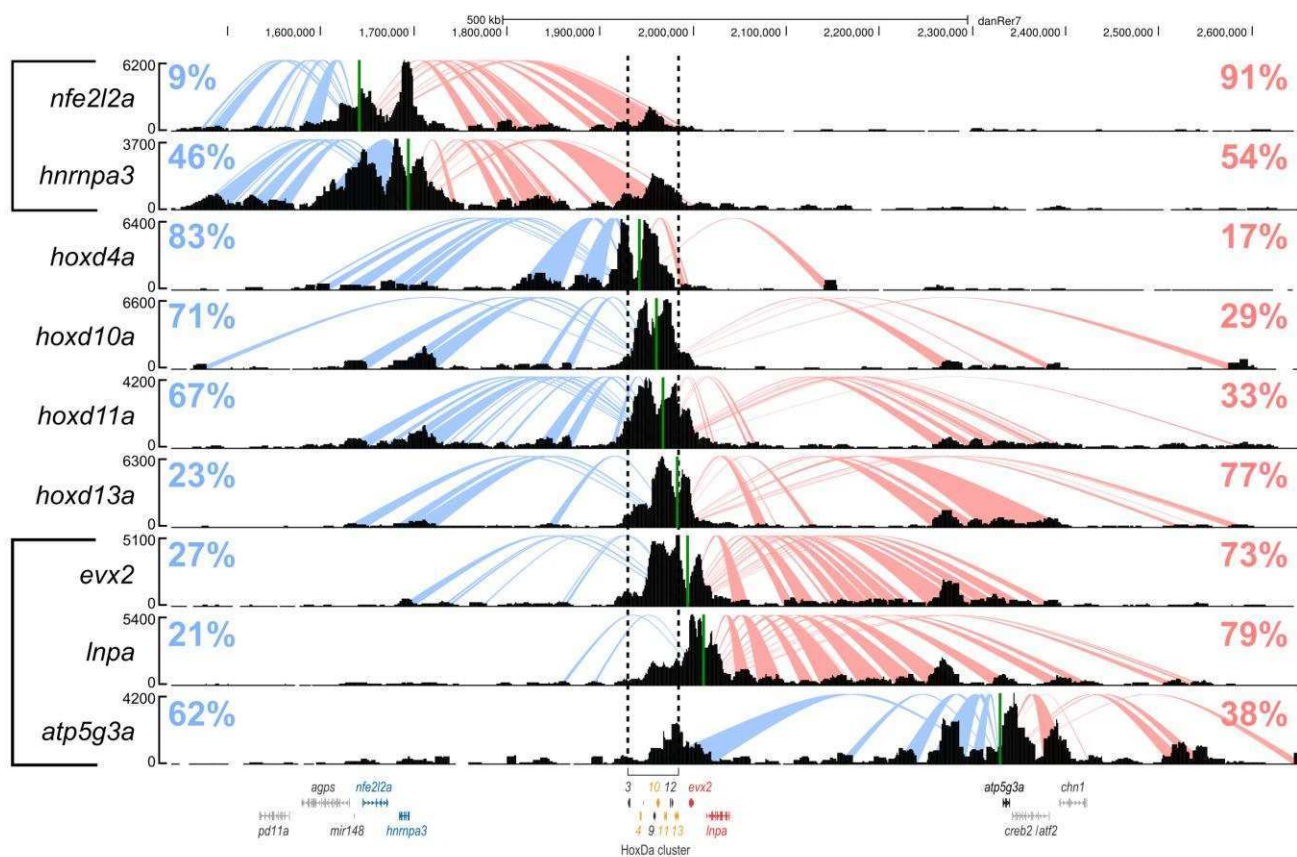 500 kb danRer7
1,600,000 1,700,000 1,800,000 1,900,000 2,000,000 2,100,000 2,200,000 2,300,000 2,400,000 2,500,000 2,600,000
6200 9% 91%
nfe2l2a
0
3700 46% 54%
hnrnpa3
0
6400 83% 17%
hoxd4a
0
6600 71% 29%
hoxd10a
0
4200 67% 33%
hoxd11a
0
6300 23% 77%
hoxd13a
0
5100 27% 73%
evx2
0
5400 21% 79%
lnpa
0
4200 62% 38%
atp5g3a
0
3 10 12
agps nfe2l2a evx2 atp5g3a chn1
pd11a mir148 hnrnpa3 4 9 11 13 lnpa creb2 /atf2
HoxDa cluster